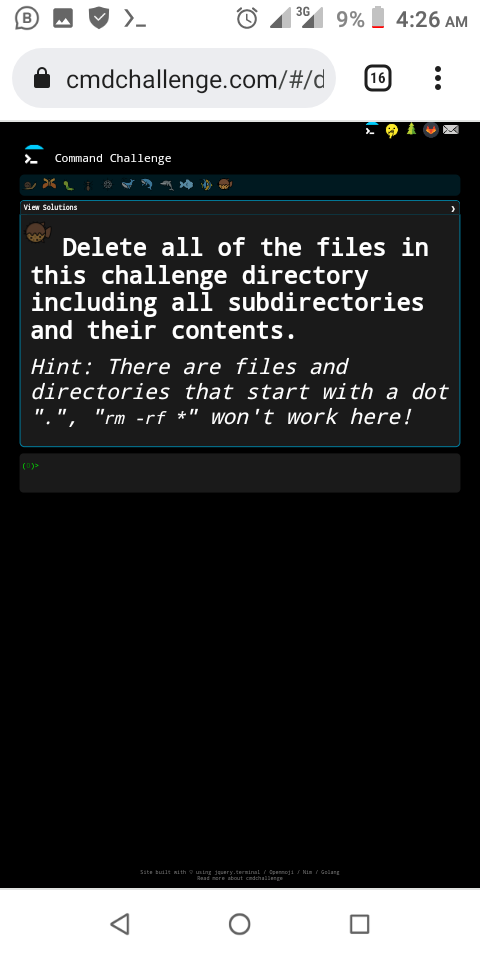 3G
9%
4:26 AM
cmdchallenge.com/#/d
16
Command Challenge
View Solutions
Delete all of the files in
this challenge directory
including all subdirectories
and their contents.
Hint: There are files and
directories that start with a dot
".", "rm -rf *" won't work here!
Site built with ♡ using jquery.terminal / Openmoji / Nim / Golang
Read more about cmdchallenge